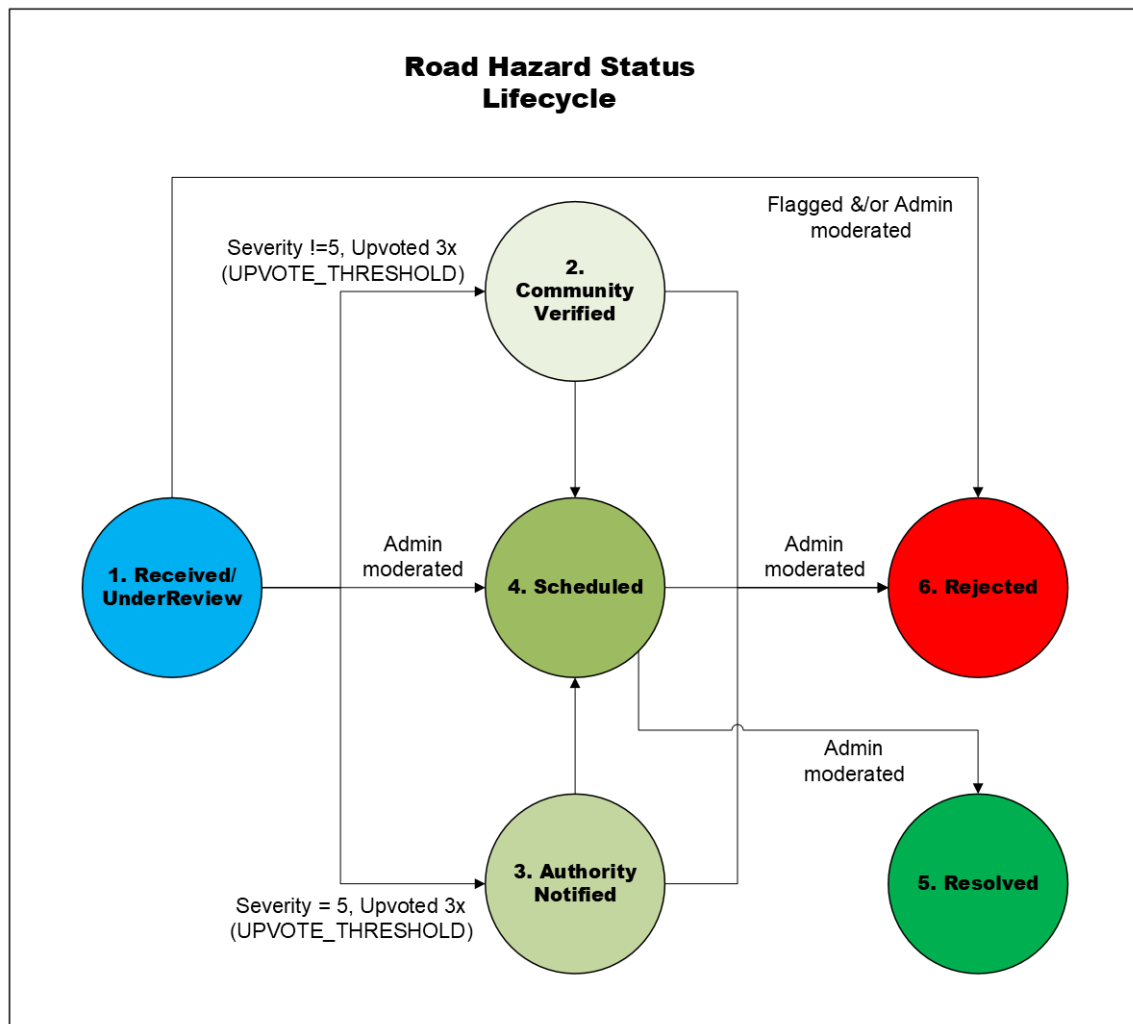 Road Hazard Status
Lifecycle
Flagged &/or Admin
moderated
Severity !=5, Upvoted 3x
(UPVOTE_THRESHOLD)
2.
Community
Verified
1. Received/
UnderReview
Admin
moderated
4. Scheduled
Admin
moderated
6. Rejected
Admin
moderated
3. Authority
Notified
5. Resolved
Severity = 5, Upvoted 3x
(UPVOTE_THRESHOLD)